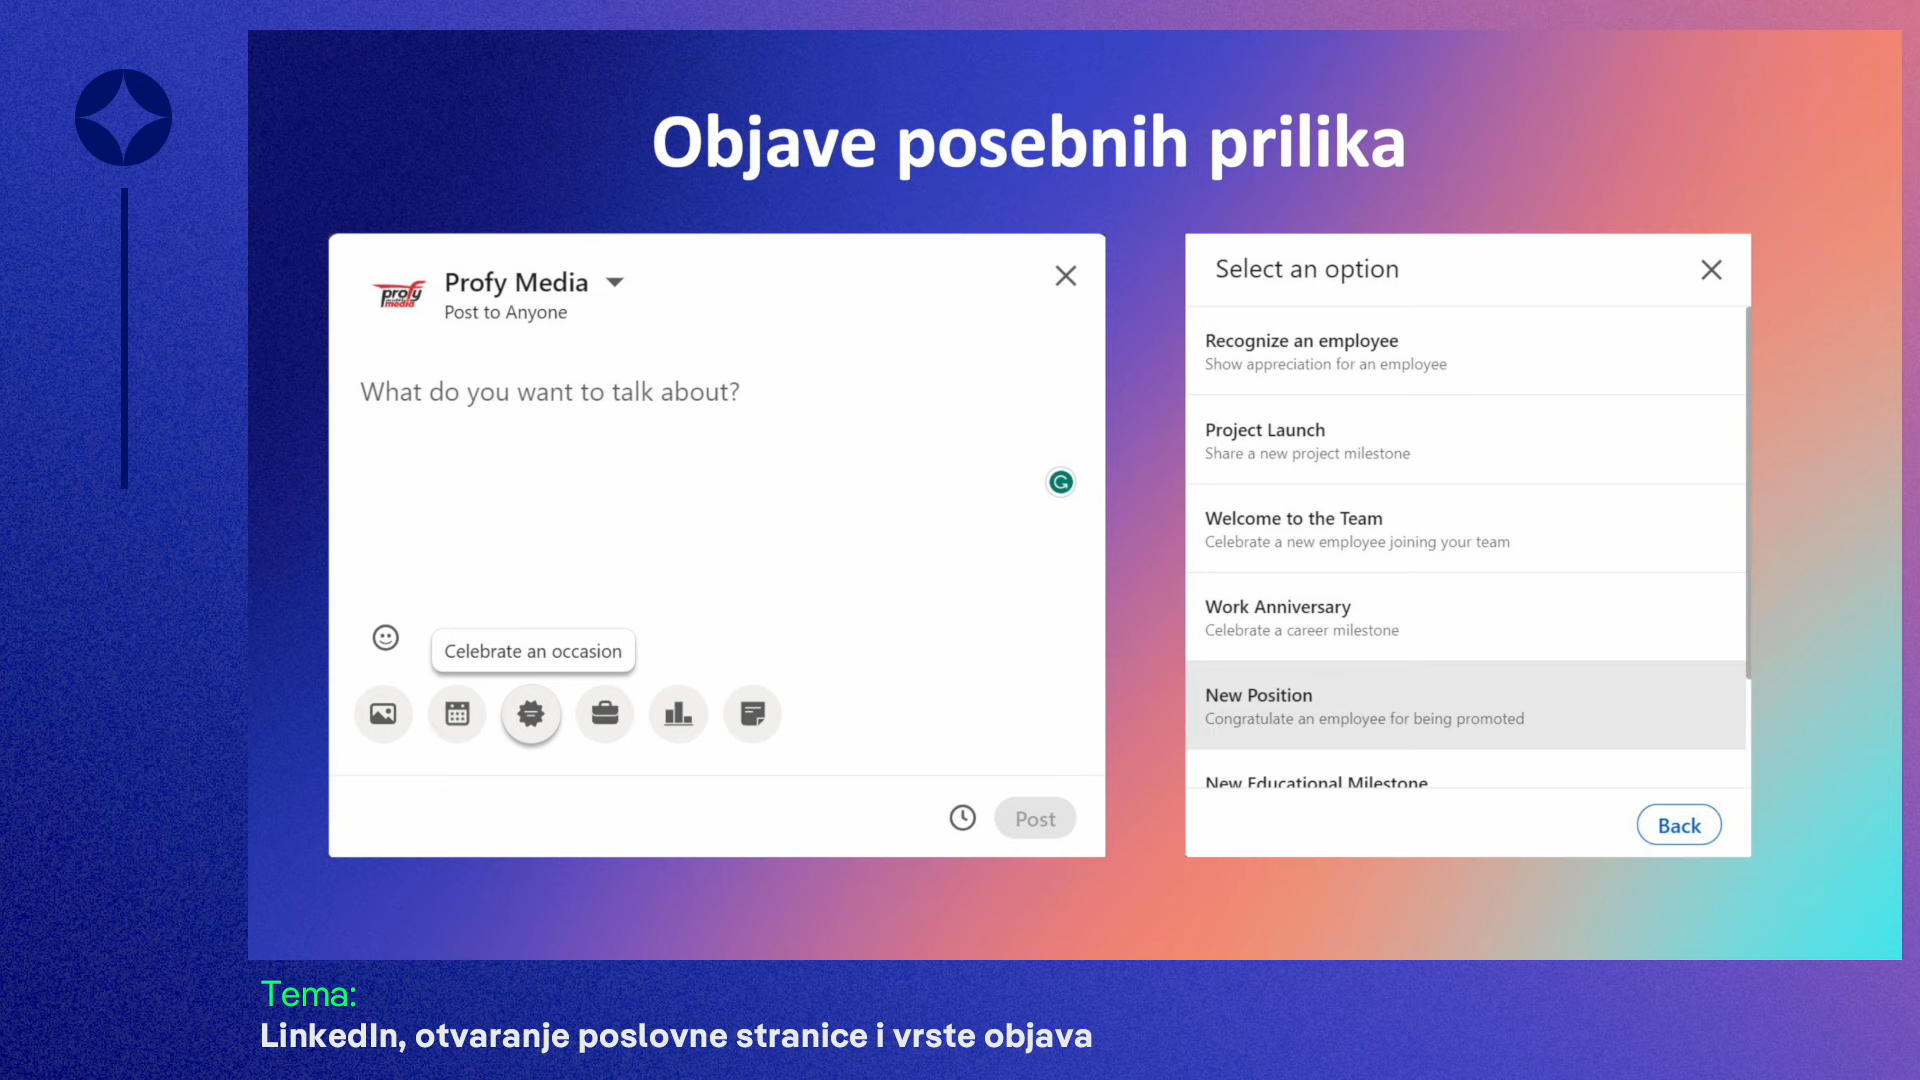 Objave posebnih prilika
profy
media
Profy Media
Post to Anyone
What do you want to talk about?
Celebrate an occasion
Post
Select an option
Recognize an employee
Show appreciation for an employee
Project Launch
Share a new project milestone
Welcome to the Team
Celebrate a new employee joining your team
Work Anniversary
Celebrate a career milestone
New Position
Congratulate an employee for being promoted
New Educational Milestone
Back
Tema:
LinkedIn, otvaranje poslovne stranice i vrste objava